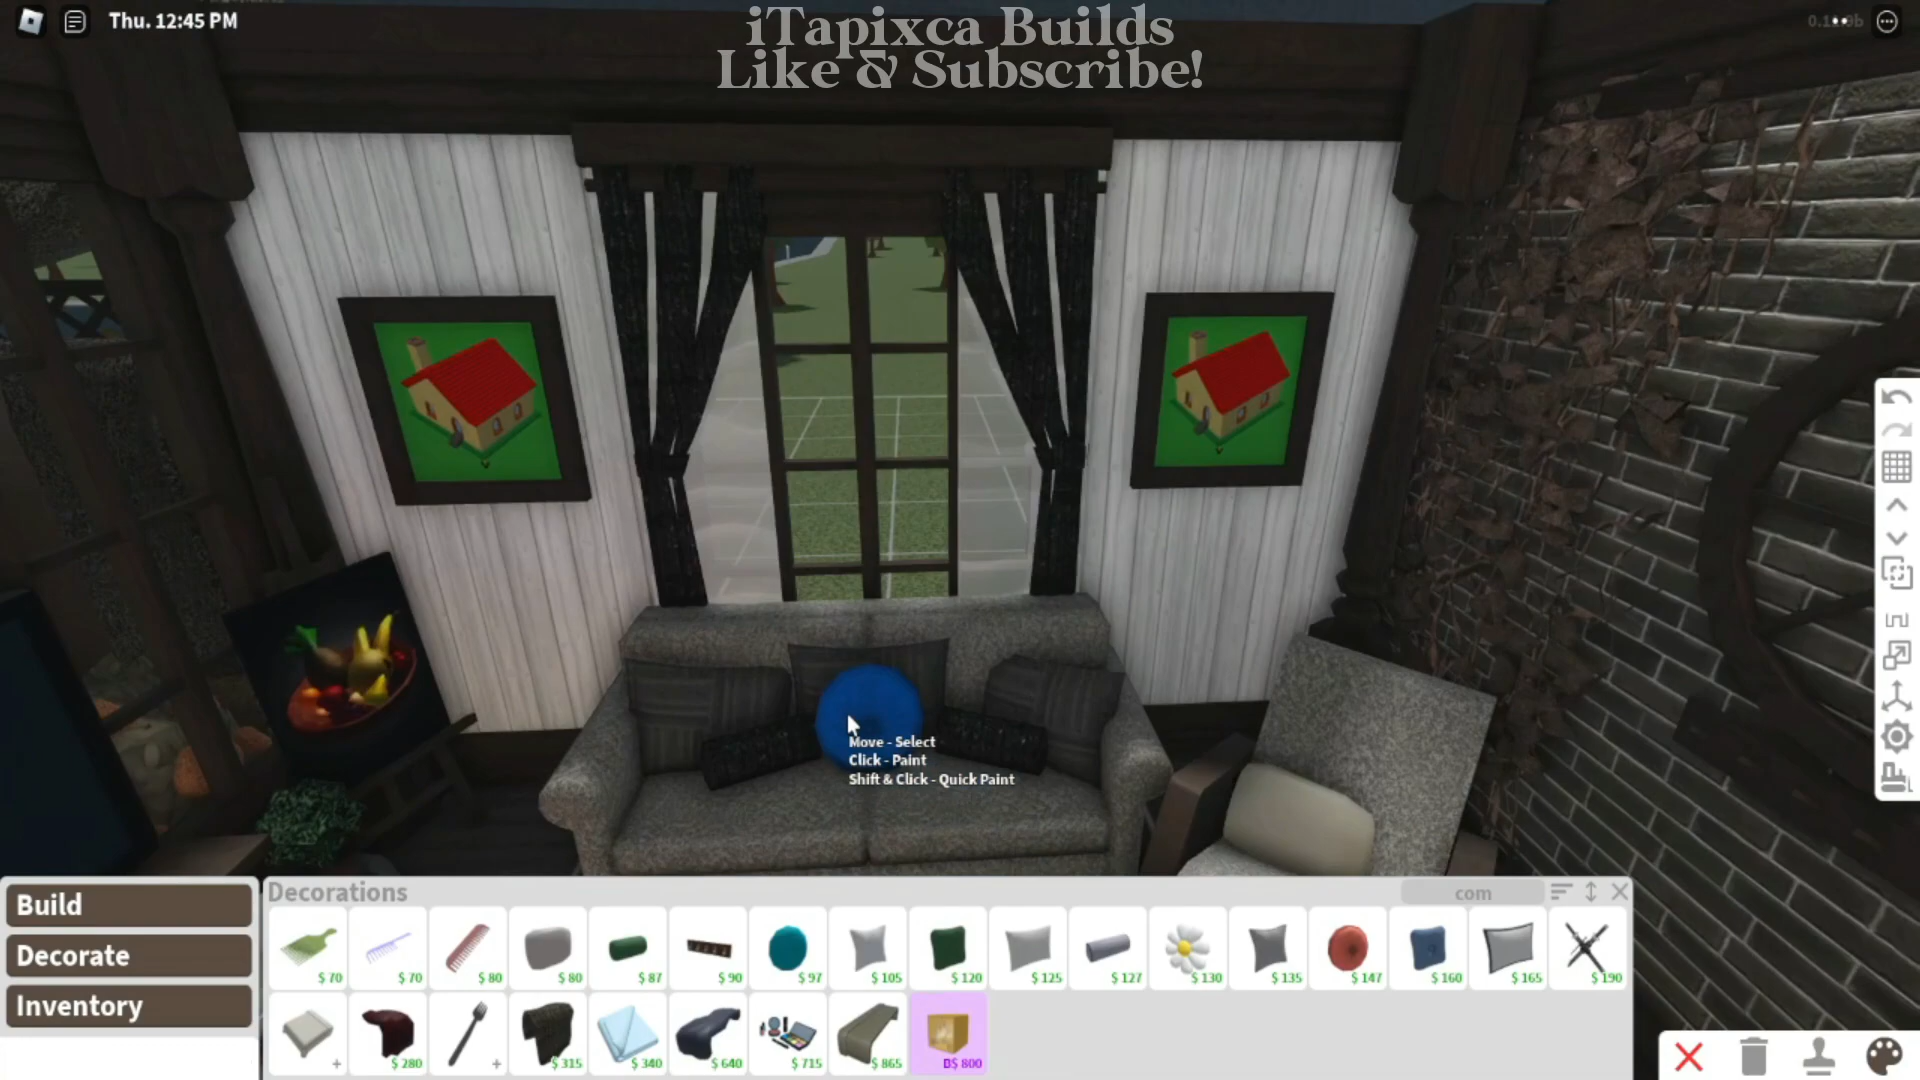 Thu. 12:45 PM
iTapixca Builds
Like & Subscribe!
Move - Select
Click - Paint
Shift & Click - Quick Paint
Build
Decorate
Inventory
Decorations
com
$ 70
$ 70
$ 80
$ 80
$ 87
$ 90
$ 97
$ 105
$ 120
$ 125
$ 127
$ 130
$ 135
$ 147
$ 160
$ 165
$ 190
+
$ 280
+
$ 315
$ 340
$ 640
$ 715
$ 865
B$ 800